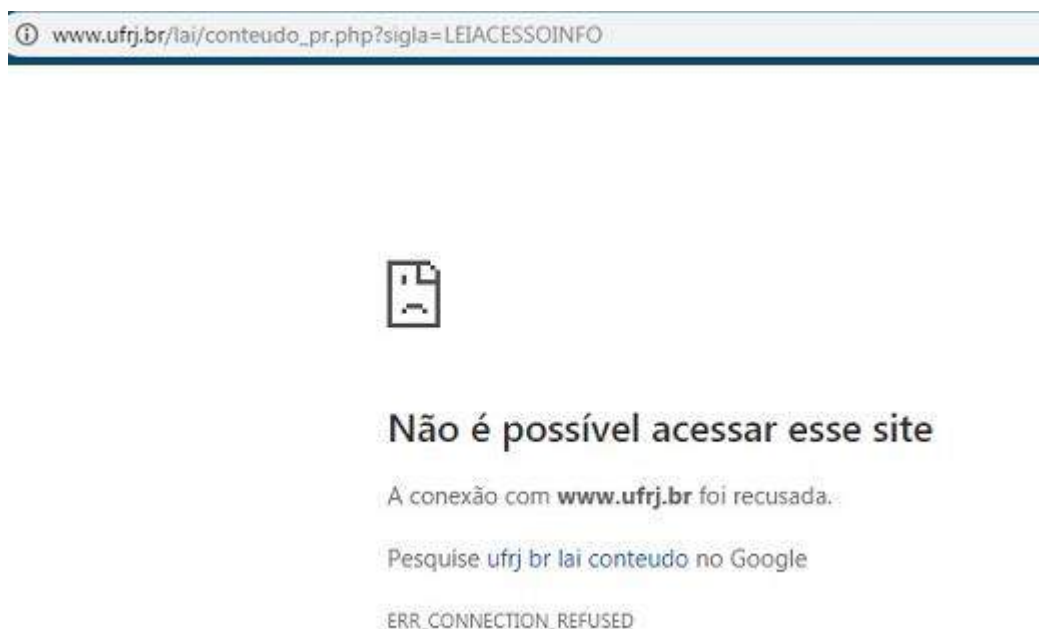 www.ufrj.br/lai/conteudo_pr.php?sigla=LEIACESSOINFO
Não é possível acessar esse site
A conexão com www.ufrj.br foi recusada.
Pesquise ufrj br lai conteudo no Google
ERR_CONNECTION_REFUSED